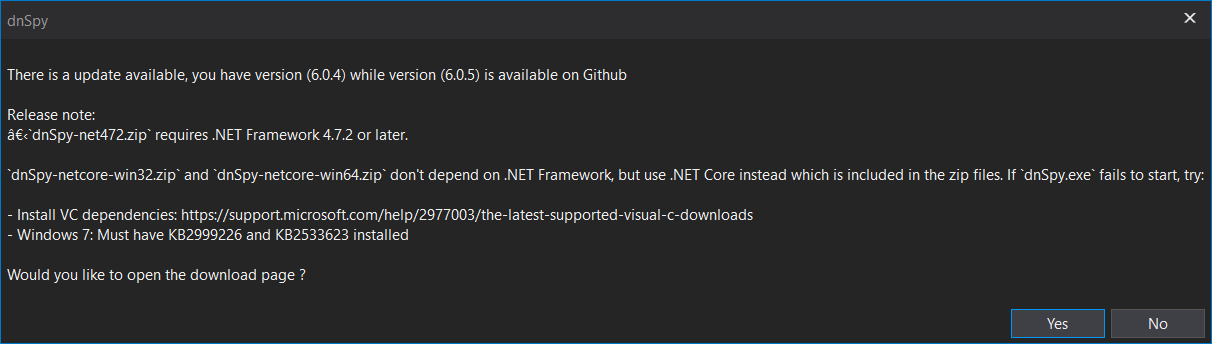 dnSpy
There is a update available, you have version (6.0.4) while version (6.0.5) is available on Github
Release note:
​`dnSpy-net472.zip` requires .NET Framework 4.7.2 or later.
`dnSpy-netcore-win32.zip` and `dnSpy-netcore-win64.zip` don't depend on .NET Framework, but use .NET Core instead which is included in the zip files. If `dnSpy.exe` fails to start, try:
- Install VC dependencies: https://support.microsoft.com/help/2977003/the-latest-supported-visual-c-downloads
- Windows 7: Must have KB2999226 and KB2533623 installed
Would you like to open the download page ?
Yes
No